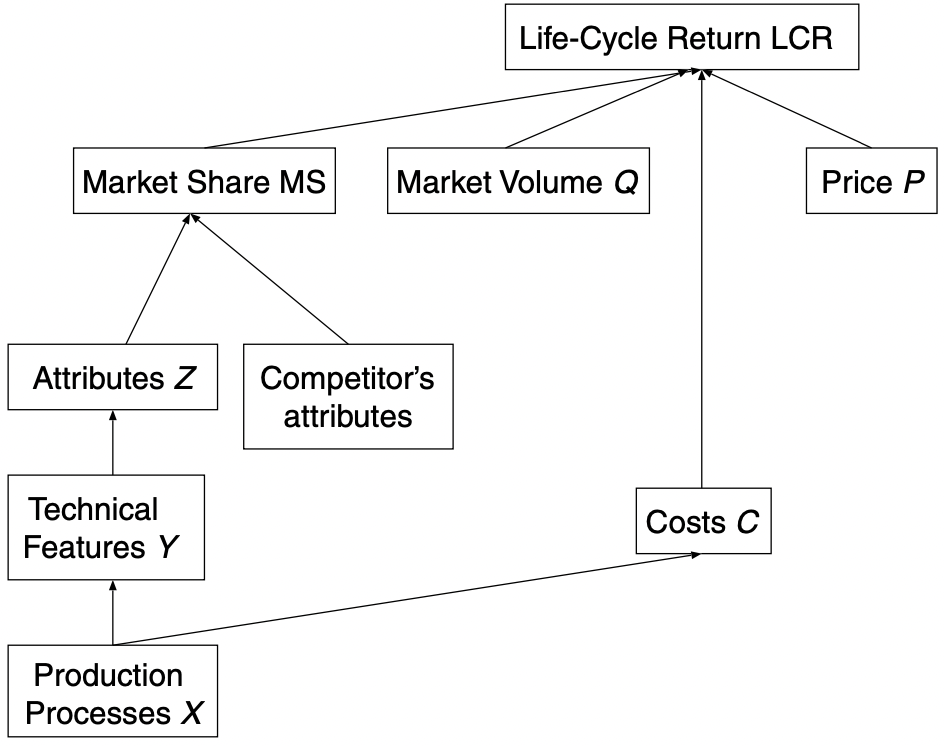 Life-Cycle Return LCR
Market Share MS
Market Volume Q
Price P
Attributes Z
Competitor’s
attributes
Technical
Features Y
Costs C
Production
Processes X